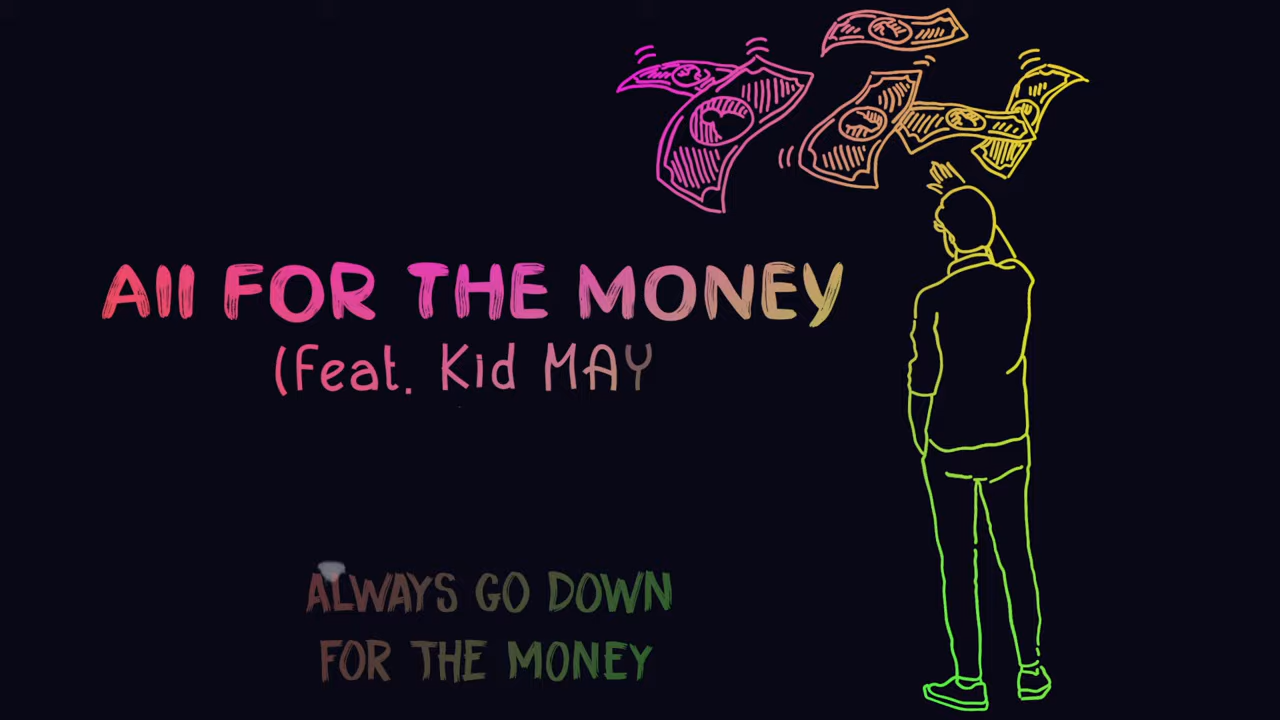 All FOR THE MONEY
(feat. Kid MAY
ALWAYS GO DOWN
FOR THE MONEY